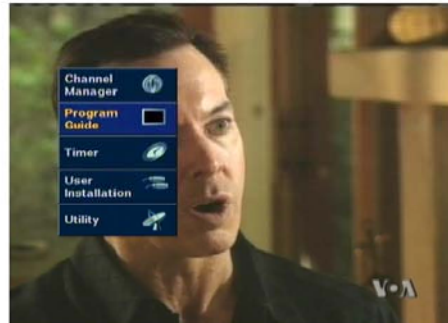 Channel
Manager
Program
Guide
Timer
User
Installation
Utility
VOA